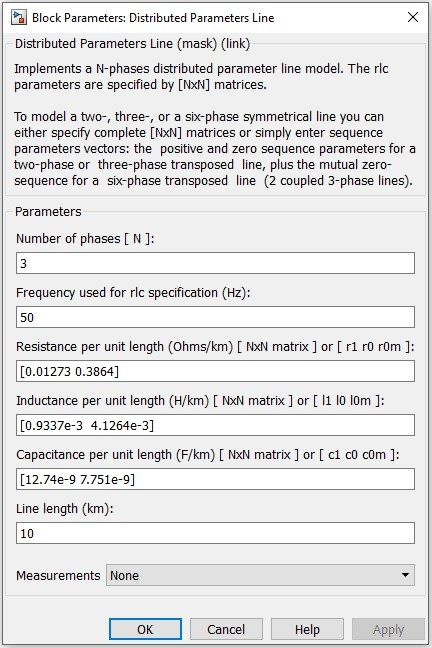 Block Parameters: Distributed Parameters Line
Distributed Parameters Line (mask) (link)
Implements a N-phases distributed parameter line model. The rlc
parameters are specified by [NxN] matrices.
To model a two-, three-, or a six-phase symmetrical line you can
either specify complete [NxN] matrices or simply enter sequence
parameters vectors: the  positive and zero sequence parameters for a
two-phase or  three-phase transposed  line, plus the mutual zero-
sequence for a  six-phase transposed  line  (2 coupled 3-phase lines).
Parameters
Number of phases [ N ]:
3
Frequency used for rlc specification (Hz):
50
Resistance per unit length (Ohms/km) [ NxN matrix ] or [ r1 r0 r0m ]:
[0.01273 0.3864]
Inductance per unit length (H/km) [ NxN matrix ] or [ l1 l0 l0m ]:
[0.9337e-3  4.1264e-3]
Capacitance per unit length (F/km) [ NxN matrix ] or [ c1 c0 c0m ]:
[12.74e-9 7.751e-9]
Line length (km):
10
Measurements None
OK Cancel Help Apply